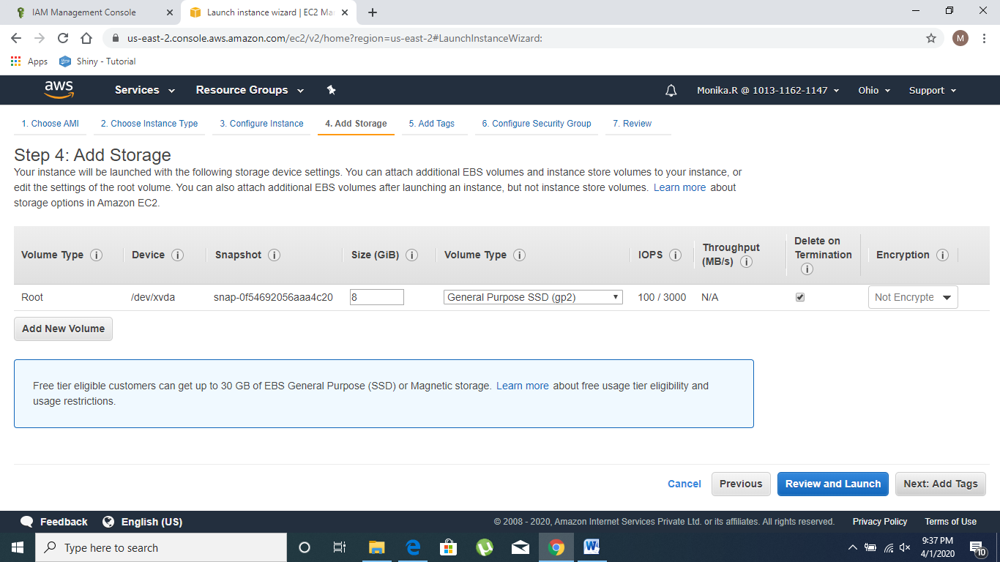 IAM Management Console
Launch instance wizard | EC2 Ma
us-east-2.console.aws.amazon.com/ec2/v2/home?region=us-east-2#LaunchInstanceWizard:
M
Apps
Shiny - Tutorial
aws
Services
Resource Groups
Monika.R @ 1013-1162-1147
Ohio
Support
1. Choose AMI
2. Choose Instance Type
3. Configure Instance
4. Add Storage
5. Add Tags
6. Configure Security Group
7. Review
Step 4: Add Storage
Your instance will be launched with the following storage device settings. You can attach additional EBS volumes and instance store volumes to your instance, or
edit the settings of the root volume. You can also attach additional EBS volumes after launching an instance, but not instance store volumes. Learn more about
storage options in Amazon EC2.
Volume Type i
Device i
Snapshot i
Size (GiB) i
Volume Type i
IOPS i
Throughput
(MB/s) i
Delete on
Termination
i
Encryption i
Root
/dev/xvda
snap-0f54692056aaa4c20
8
General Purpose SSD (gp2)
100 / 3000
N/A
Not Encrypte
Add New Volume
Free tier eligible customers can get up to 30 GB of EBS General Purpose (SSD) or Magnetic storage. Learn more about free usage tier eligibility and
usage restrictions.
Cancel
Previous
Review and Launch
Next: Add Tags
Feedback
English (US)
© 2008 - 2020, Amazon Internet Services Private Ltd. or its affiliates. All rights reserved.
Privacy Policy
Terms of Use
Type here to search
9:37 PM
4/1/2020
10